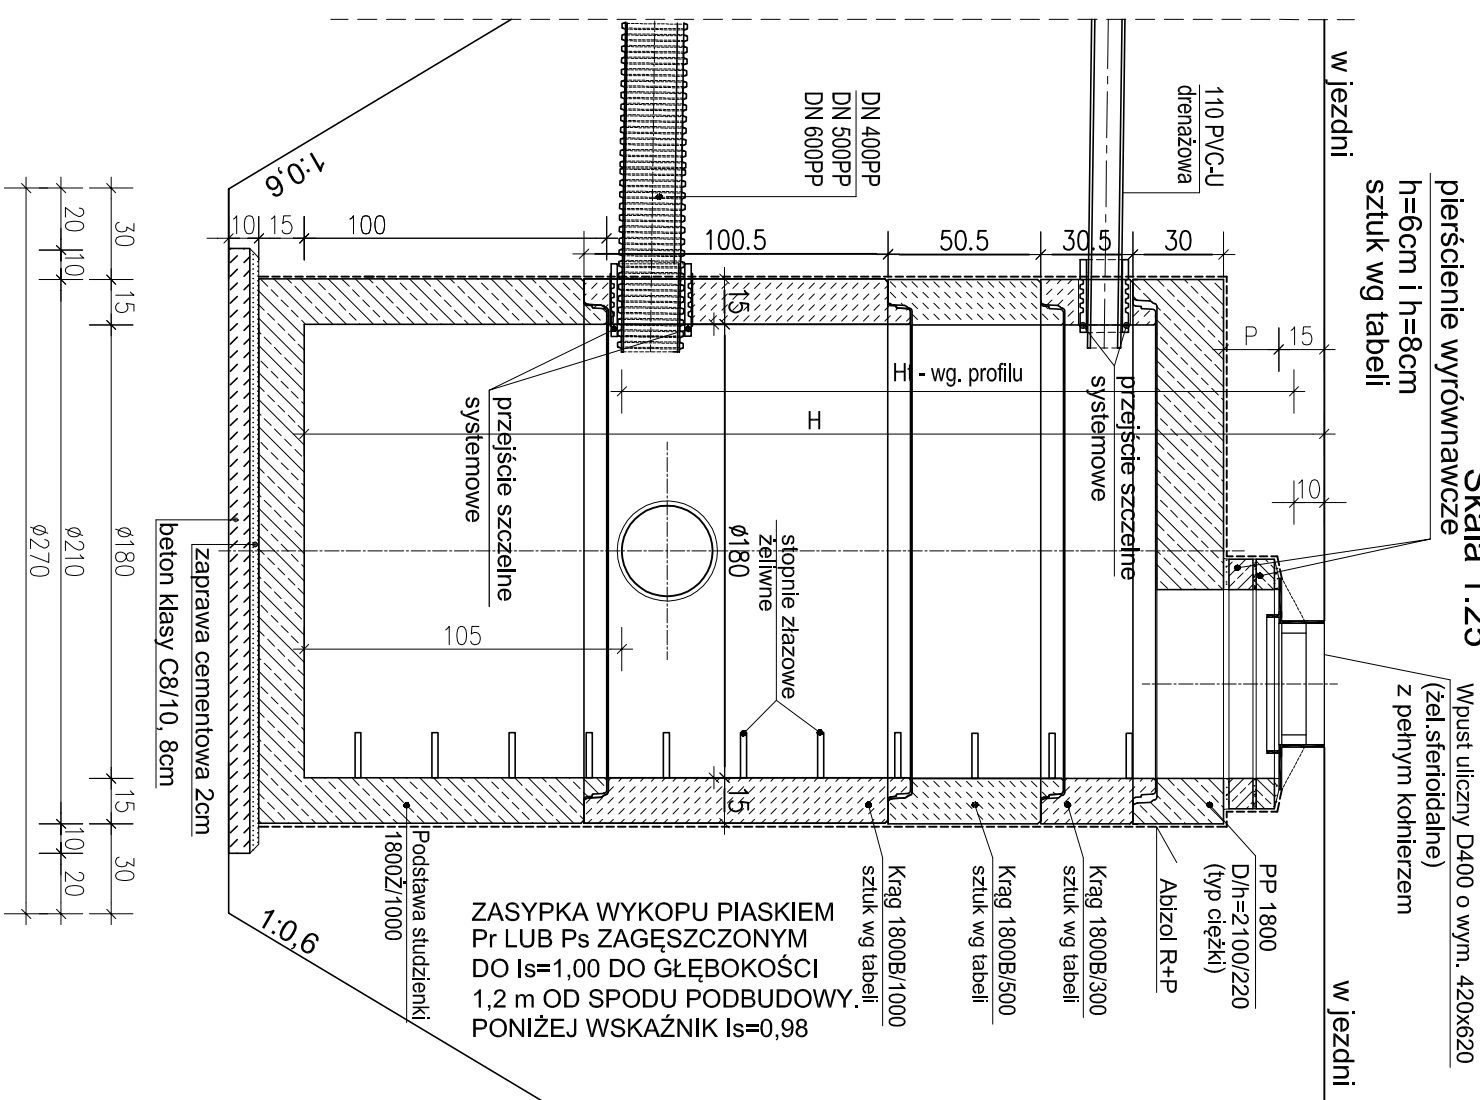 Skala 1:25
pierścienie wyrównawcze
h=6cm i h=8cm
sztuk wg tabeli
Wpust uliczny D400 o wym. 420x620
(żel.sferioidalne)
z pełnym kołnierzem
w jezdni
w jezdni
110 PVC-U
drenażowa
DN 400PP
DN 500PP
DN 600PP
1:0,6
1:0,6
10
15
100
100.5
50.5
30.5
30
P
15
10
15
15
Ht - wg. profilu
H
105
ø180
przejście szczelne
systemowe
przejście szczelne
systemowe
stopnie złazowe
żeliwne
PP 1800
D/h=2100/220
(typ ciężki)
Abizol R+P
Krąg 1800B/300
sztuk wg tabeli
Krąg 1800B/500
sztuk wg tabeli
Krąg 1800B/1000
sztuk wg tabeli
Podstawa studzienki
1800Ż/1000
zaprawa cementowa 2cm
beton klasy C8/10, 8cm
30
15
ø180
15
30
20
10
ø210
10
20
ø270
ZASYPKA WYKOPU PIASKIEM
Pr LUB Ps ZAGĘSZCZONYM
DO Is=1,00 DO GŁĘBOKOŚCI
1,2 m OD SPODU PODBUDOWY.
PONIŻEJ WSKAŹNIK Is=0,98